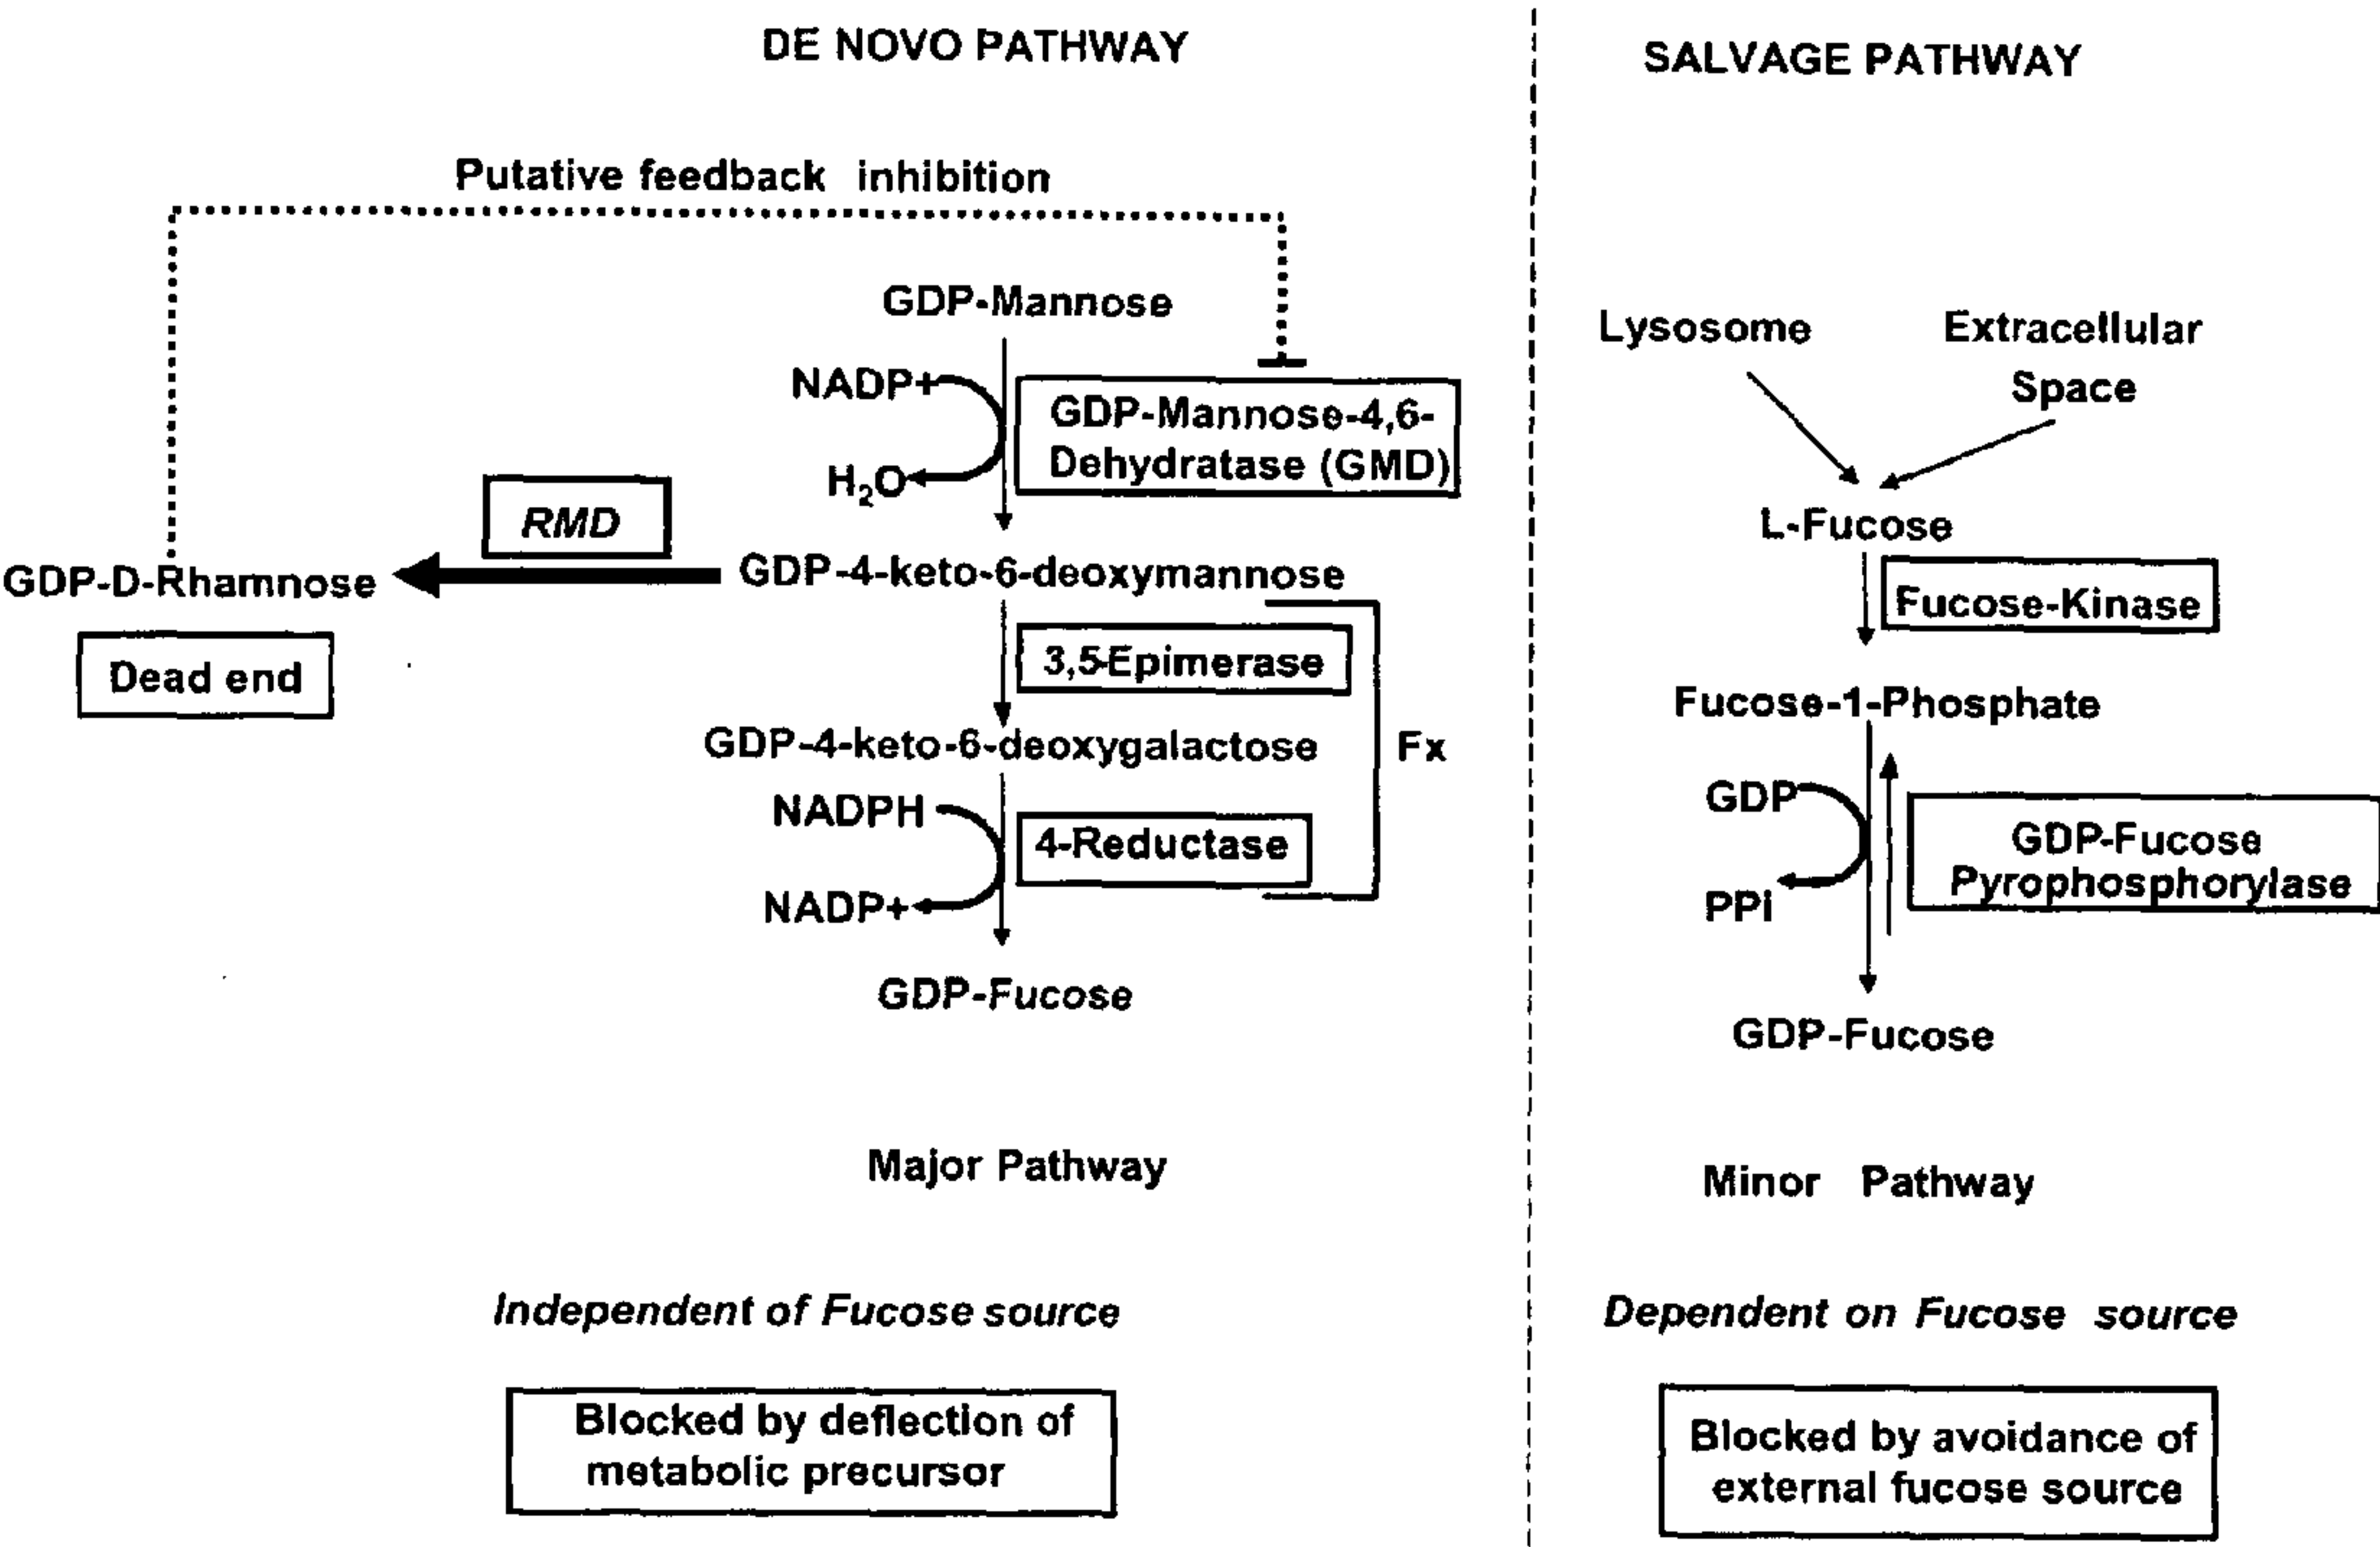 DE NOVO PATHWAY
Putative feedback inhibition
GDP-Mannose
NADP+
GDP-Mannose-4,6-
Dehydratase (GMD)
H₂O
RMD
GDP-D-Rhamnose
GDP-4-keto-6-deoxymannose
Dead end
3,5-Epimerase
GDP-4-keto-6-deoxygalactose
Fx
NADPH
4-Reductase
NADP+
GDP-Fucose
Major Pathway
Independent of Fucose source
Blocked by deflection of
metabolic precursor
SALVAGE PATHWAY
Lysosome
Extracellular
Space
L-Fucose
Fucose-Kinase
Fucose-1-Phosphate
GDP
GDP-Fucose
Pyrophosphorylase
PPi
GDP-Fucose
Minor Pathway
Dependent on Fucose source
Blocked by avoidance of
external fucose source